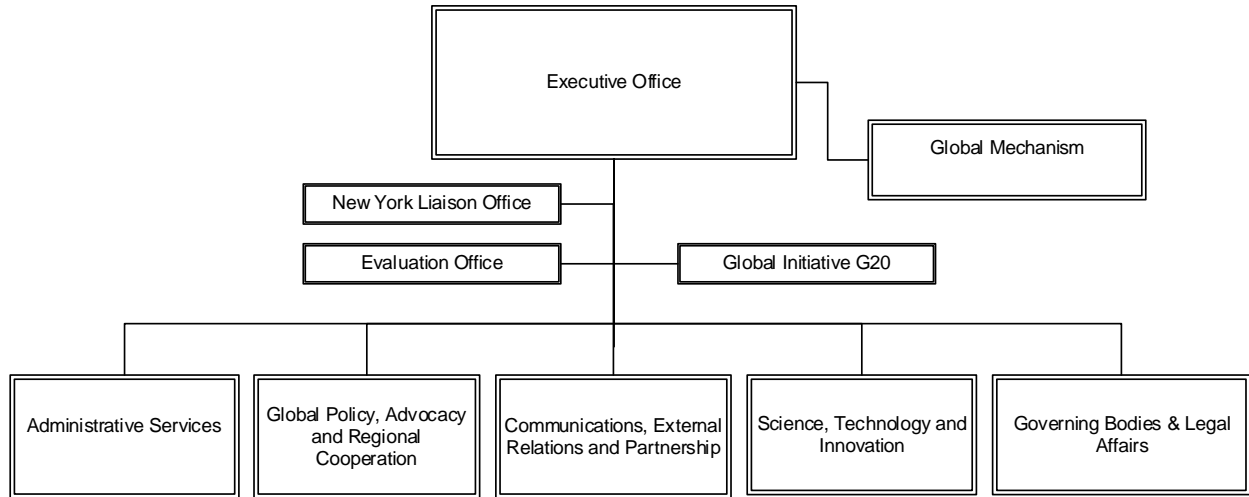 Executive Office
Global Mechanism
New York Liaison Office
Evaluation Office
Global Initiative G20
Administrative Services
Global Policy, Advocacy
and Regional
Cooperation
Communications, External
Relations and Partnership
Science, Technology and
Innovation
Governing Bodies & Legal
Affairs